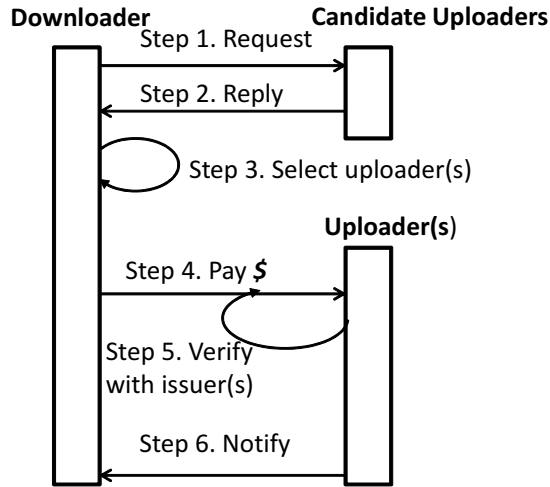 Downloader
Candidate Uploaders
Step 1. Request
Step 2. Reply
Step 3. Select uploader(s)
Uploader(s)
Step 4. Pay $
Step 5. Verify
with issuer(s)
Step 6. Notify